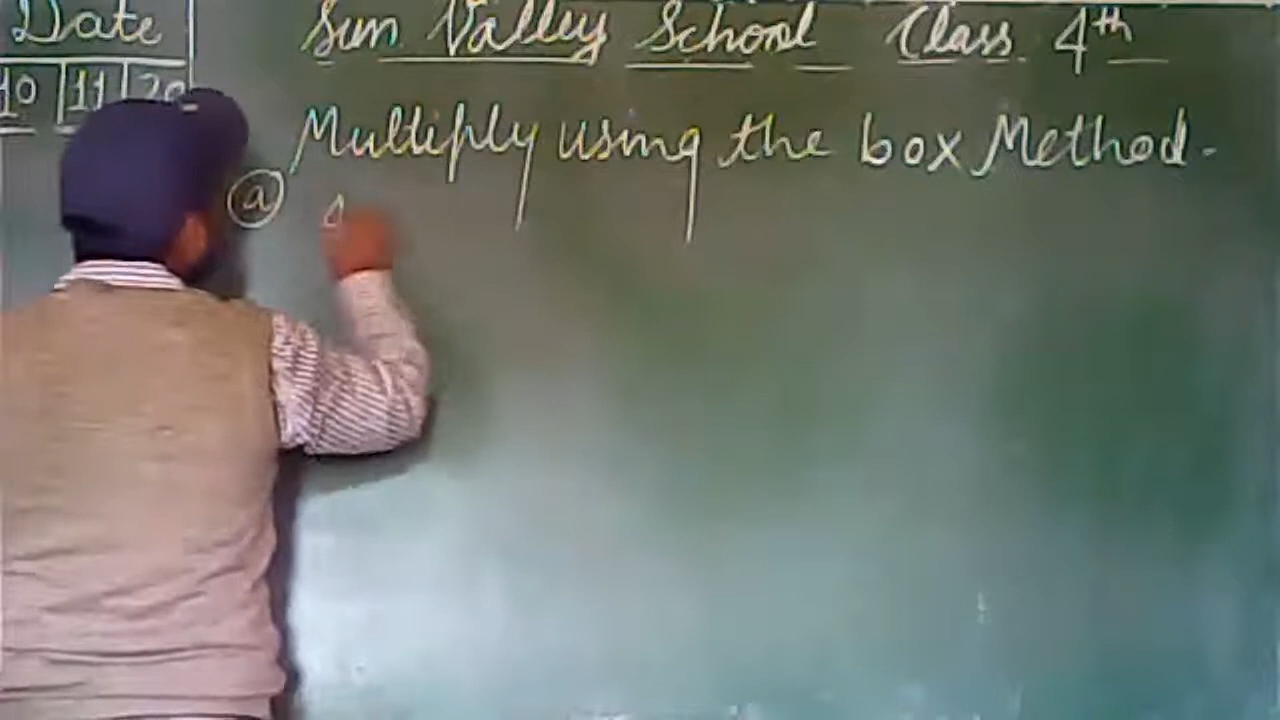 Date
Sun Valley School Class 4th
10 11 20
Multiply using the box Method.
a